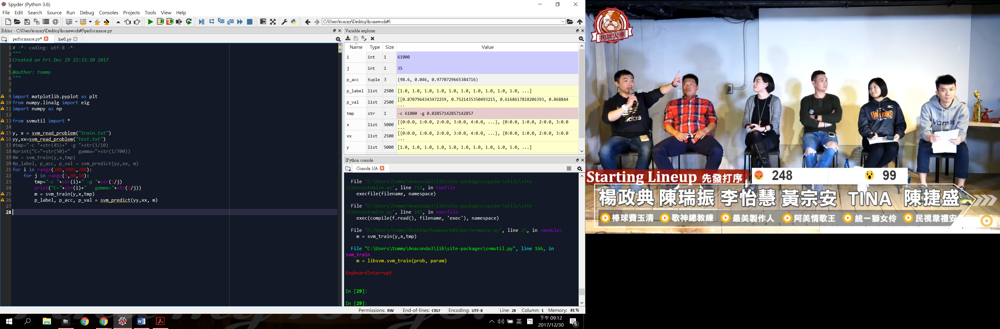 Spyder (Python 3.6)
File Edit Search Source Run Debug Consoles Projects Tools View Help
C:\Users\tommy\Desktop\homework#6
Editor - C:\Users\tommy\Desktop\homework#6\performance.py
performance.py* hw6.py
1 # -*- coding: utf-8 -*-
2 """
3 Created on Fri Dec 29 22:33:10 2017
4
5 @author: tommy
6 """
7
8
9 import matplotlib.pyplot as plt
10 from numpy.linalg import eig
11 import numpy as np
12
13 from svmutil import *
14
15 y, x = svm_read_problem("train.txt")
16 yy,xx=svm_read_problem("test.txt")
17 #tmp="-c "+str(45)+" -g "+str(1/10)
18 #print("C="+str(50)+"   gamma="+str(1/700))
19 #m = svm_train(y,x,tmp)
20 #p_label, p_acc, p_val = svm_predict(yy,xx, m)
21 for i in range(200,1001,200):
22     for j in range(5,80,10):
23         tmp="-c "+str(i)+" -g "+str(1/j)
24         print("C="+str(i)+"   gamma="+str(1/j))
25         m = svm_train(y,x,tmp)
26         p_label, p_acc, p_val = svm_predict(yy,xx, m)
27
28
Variable explorer
Name Type Size Value
i int 1 61000
j int 1 35
p_acc tuple 3 (98.6, 0.046, 0.9770729665384716)
p_label list 2500 [1.0, 1.0, 1.0, 1.0, 1.0, 1.0, 1.0, 1.0, 1.0, 1.0, ...]
p_val list 2500 [[0.8707964343472259, 0.7521435350493215, 0.6168617818206393, 0.868844
...
tmp str 1 -c 61000 -g 0.02857142857142857
x list 5000 [{0:0.0, 1:0.0, 2:0.0, 3:0.0, 4:0.0, ...}, {0:0.0, 1:0.0, 2:0.0, 3:0.0
...
xx list 2500 [{0:0.0, 1:0.0, 2:0.0, 3:0.0, 4:0.0, ...}, {0:0.0, 1:0.0, 2:0.0, 3:0.0
...
y list 5000 [1.0, 1.0, 1.0, 1.0, 1.0, 1.0, 1.0, 1.0, 1.0, 1.0, ...]
IPython console
Console 1/A
File "C:\Users\tommy\Anaconda3\lib\site-packages\spyder\utils\site
\sitecustomize.py", line 710, in runfile
execfile(filename, namespace)
File "C:\Users\tommy\Anaconda3\lib\site-packages\spyder\utils\site
\sitecustomize.py", line 101, in execfile
exec(compile(f.read(), filename, 'exec'), namespace)
File "C:/Users/tommy/Desktop/homework#6/performance.py", line 25, in <module>
m = svm_train(y,x,tmp)
File "C:\Users\tommy\Anaconda3\lib\site-packages\svmutil.py", line 166, in
svm_train
m = libsvm.svm_train(prob, param)
KeyboardInterrupt
In [29]:
In [29]:
Permissions: RW End-of-lines: CRLF Encoding: UTF-8 Line: 28 Column: 1 Memory: 81 %
英
下午 09:12
2017/12/30
6
狗吠火車
adidas
UNIONS
Vamos
Starting Lineup 先發打序
248 99
楊政典 陳瑞振 李怡慧 黃宗安 TINA 陳捷盛
棒球費玉清 歌神總教練 最美製作人 阿美情歌王 統一獅女伶 民視韋禮安